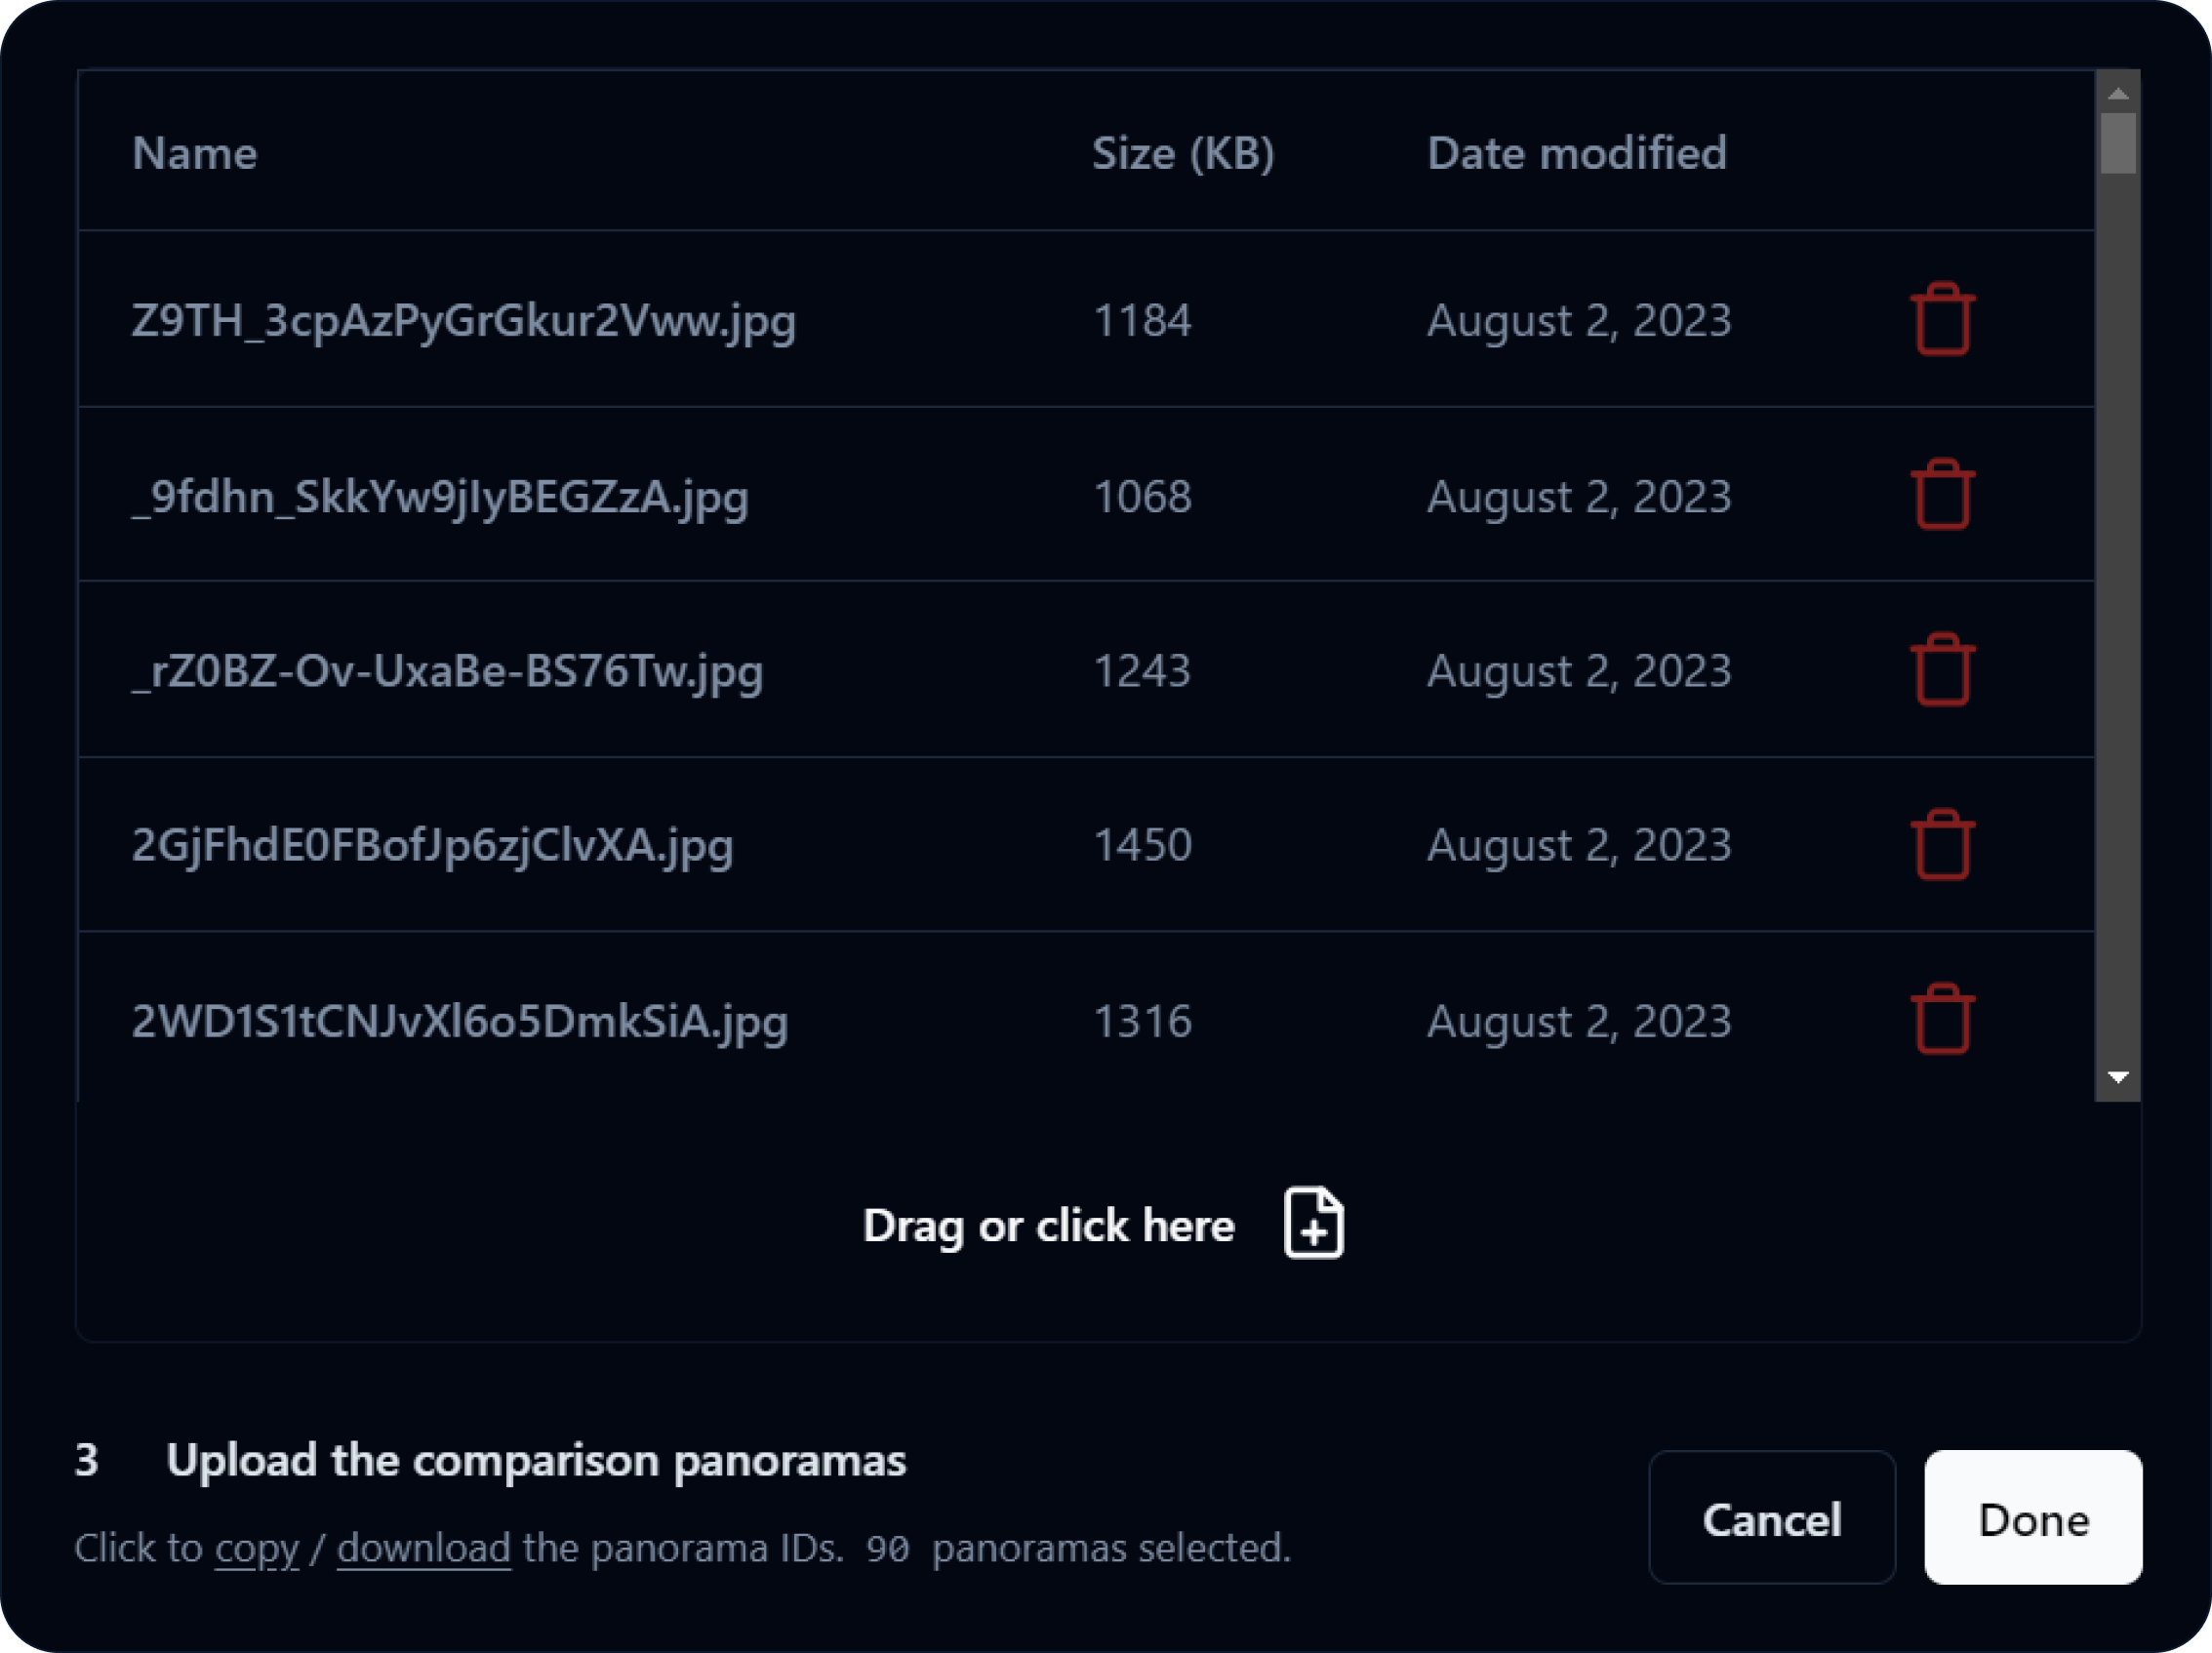 Name Size (KB) Date modified
Z9TH_3cpAzPyGrGkur2Vww.jpg 1184 August 2, 2023
_9fdhn_SkkYw9jIyBEGZzA.jpg 1068 August 2, 2023
_rZ0BZ-Ov-UxaBe-BS76Tw.jpg 1243 August 2, 2023
2GjFhdE0FBofJp6zjClvXA.jpg 1450 August 2, 2023
2WD1S1tCNJvXl6o5DmkSiA.jpg 1316 August 2, 2023
Drag or click here
3 Upload the comparison panoramas
Click to copy / download the panorama IDs. 90 panoramas selected.
Cancel Done